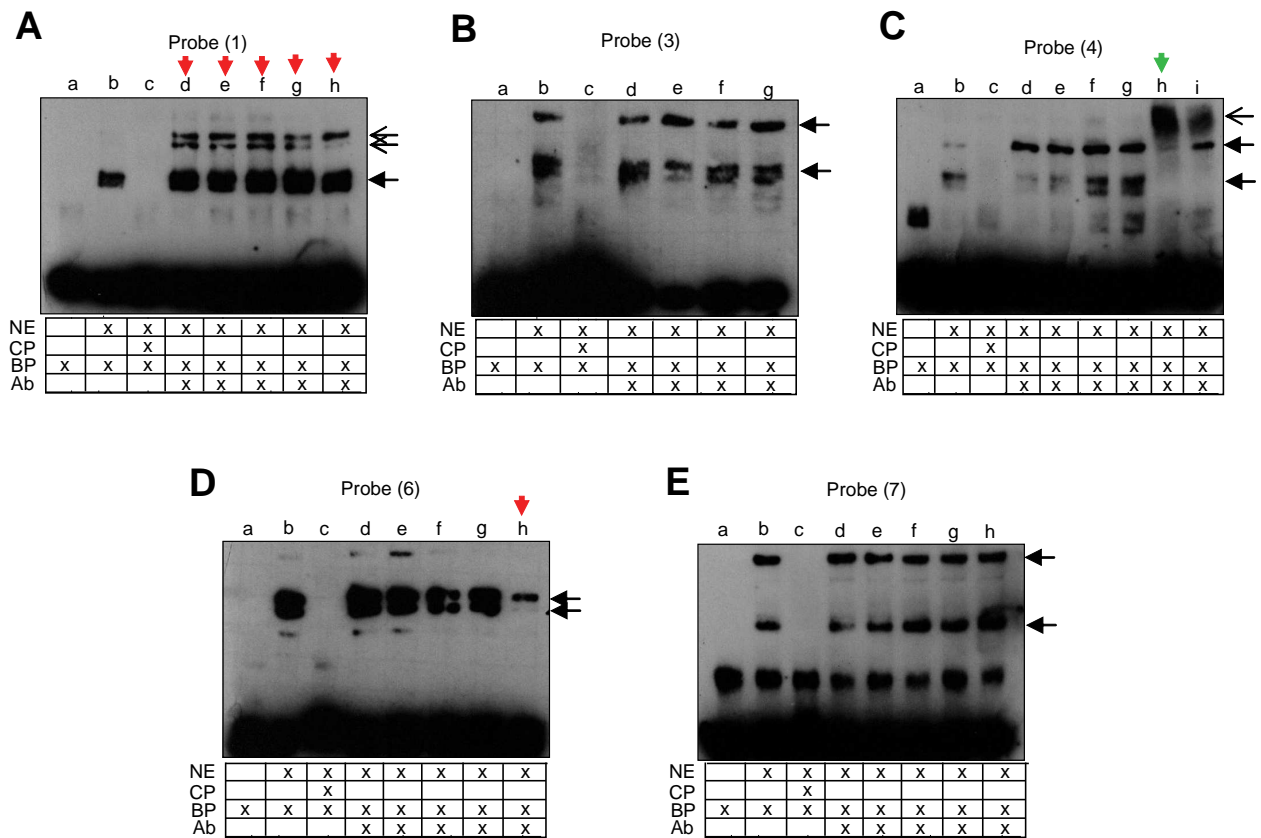 A
Probe (1)
a b c d e f g h
NE x x x x x x x
CP x
BP x x x x x x x x
Ab x x x x x
B
Probe (3)
a b c d e f g
NE x x x x x x
CP x
BP x x x x x x x
Ab x x x x
C
Probe (4)
a b c d e f g h i
NE x x x x x x x x
CP x
BP x x x x x x x x x
Ab x x x x x x
D
Probe (6)
a b c d e f g h
NE x x x x x x x
CP x
BP x x x x x x x x
Ab x x x x x
E
Probe (7)
a b c d e f g h
NE x x x x x x x
CP x
BP x x x x x x x x
Ab x x x x x